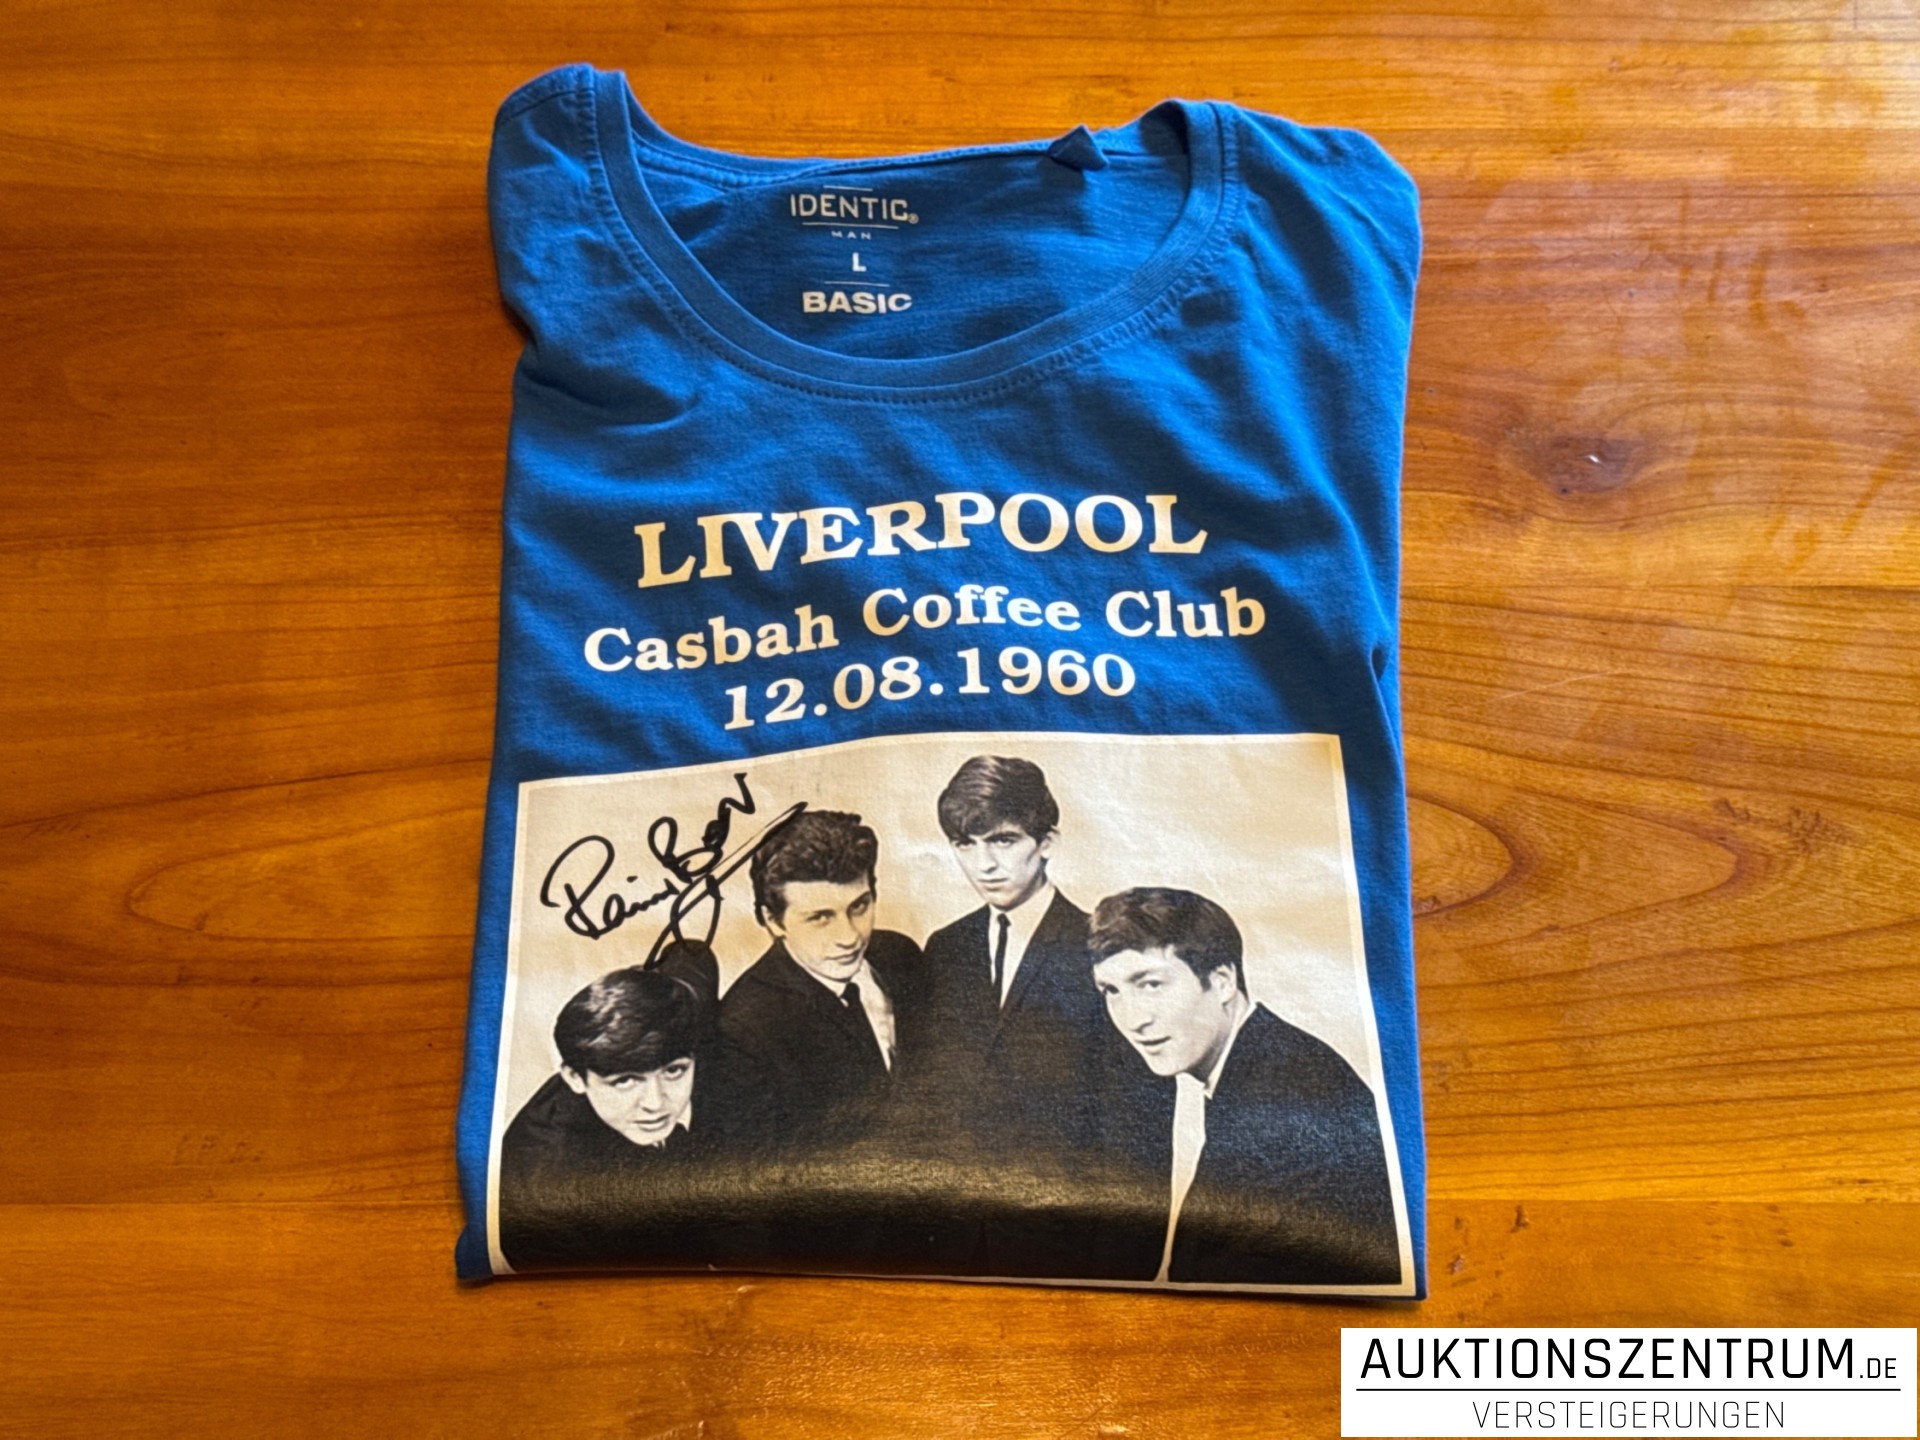 IDENTIC®
MAN
L
BASIC
LIVERPOOL
Casbah Coffee Club
12.08.1960
AUKTIONSZENTRUM.DE
VERSTEIGERUNGEN